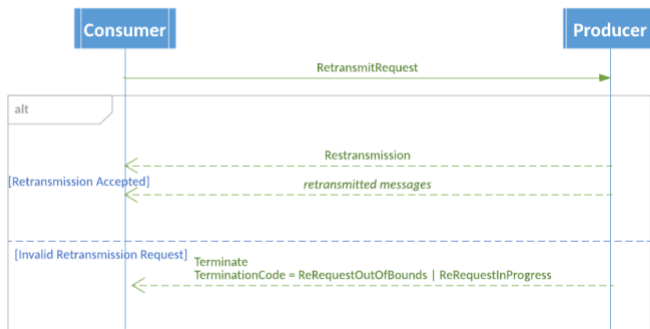 Consumer
Producer
RetransmitRequest
alt
Restransmission
[Retransmission Accepted]
retransmitted messages
[Invalid Retransmission Request]
Terminate
TerminationCode = ReRequestOutOfBounds | ReRequestInProgress